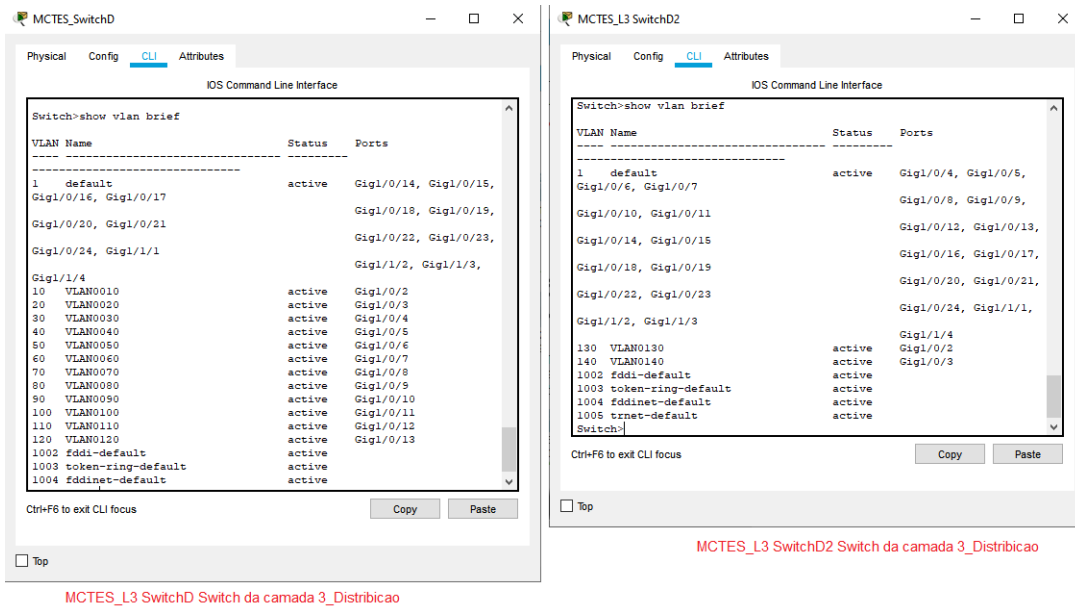 MCTES_SwitchD
Physical Config CLI Attributes
IOS Command Line Interface
Switch>show vlan brief
VLAN Name Status Ports
---- -------------------------------- ---------
-------------------------------
1 default active Gig1/0/14, Gig1/0/15,
Gig1/0/16, Gig1/0/17
Gig1/0/18, Gig1/0/19,
Gig1/0/20, Gig1/0/21
Gig1/0/22, Gig1/0/23,
Gig1/0/24, Gig1/1/1
Gig1/1/2, Gig1/1/3,
Gig1/1/4
10 VLAN0010 active Gig1/0/2
20 VLAN0020 active Gig1/0/3
30 VLAN0030 active Gig1/0/4
40 VLAN0040 active Gig1/0/5
50 VLAN0050 active Gig1/0/6
60 VLAN0060 active Gig1/0/7
70 VLAN0070 active Gig1/0/8
80 VLAN0080 active Gig1/0/9
90 VLAN0090 active Gig1/0/10
100 VLAN0100 active Gig1/0/11
110 VLAN0110 active Gig1/0/12
120 VLAN0120 active Gig1/0/13
1002 fddi-default active
1003 token-ring-default active
1004 fddinet-default active
Ctrl+F6 to exit CLI focus
Copy Paste
Top
MCTES_L3 SwitchD Switch da camada 3_Distribicao
MCTES_L3 SwitchD2
Physical Config CLI Attributes
IOS Command Line Interface
Switch>show vlan brief
VLAN Name Status Ports
---- -------------------------------- ---------
-------------------------------
1 default active Gig1/0/4, Gig1/0/5,
Gig1/0/6, Gig1/0/7
Gig1/0/8, Gig1/0/9,
Gig1/0/10, Gig1/0/11
Gig1/0/12, Gig1/0/13,
Gig1/0/14, Gig1/0/15
Gig1/0/16, Gig1/0/17,
Gig1/0/18, Gig1/0/19
Gig1/0/20, Gig1/0/21,
Gig1/0/22, Gig1/0/23
Gig1/0/24, Gig1/1/1,
Gig1/1/2, Gig1/1/3
Gig1/1/4
130 VLAN0130 active Gig1/0/2
140 VLAN0140 active Gig1/0/3
1002 fddi-default active
1003 token-ring-default active
1004 fddinet-default active
1005 trnet-default active
Switch>
Ctrl+F6 to exit CLI focus
Copy Paste
Top
MCTES_L3 SwitchD2 Switch da camada 3_Distribicao